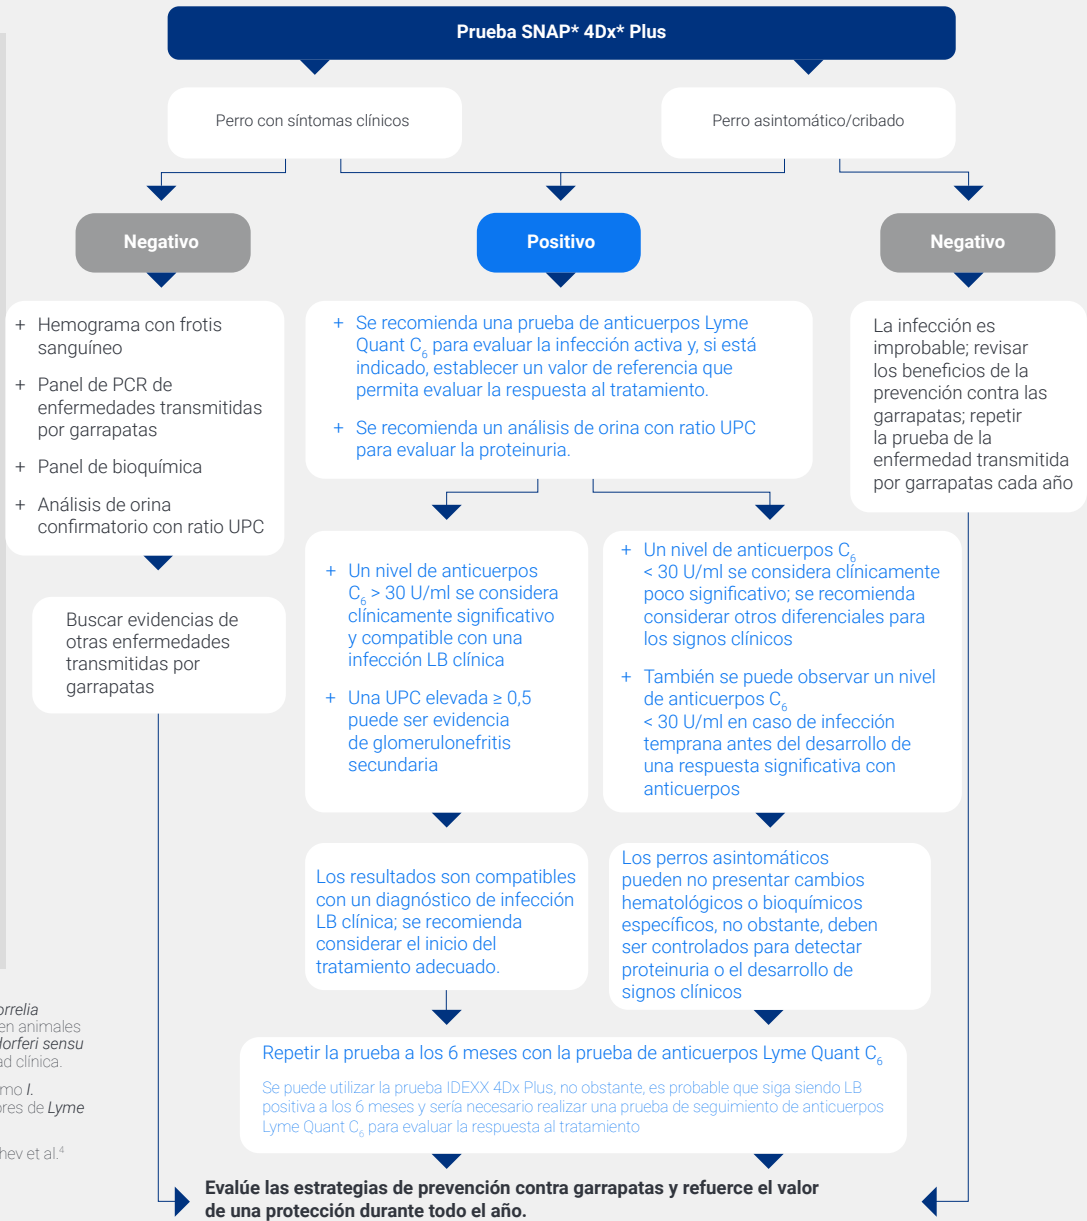 Prueba SNAP* 4Dx* Plus
Perro con síntomas clínicos
Perro asintomático/cribado
Negativo
Positivo
Negativo
+ Hemograma con frotis
sanguíneo
+ Panel de PCR de
enfermedades transmitidas
por garrapatas
+ Panel de bioquímica
+ Análisis de orina
confirmatorio con ratio UPC
+ Se recomienda una prueba de anticuerpos Lyme
Quant C₆ para evaluar la infección activa y, si está
indicado, establecer un valor de referencia que
permita evaluar la respuesta al tratamiento.
+ Se recomienda un análisis de orina con ratio UPC
para evaluar la proteinuria.
La infección es
improbable; revisar
los beneficios de la
prevención contra las
garrapatas; repetir
la prueba de la
enfermedad transmitida
por garrapatas cada año
Buscar evidencias de
otras enfermedades
transmitidas por
garrapatas
+ Un nivel de anticuerpos
C₆ > 30 U/ml se considera
clínicamente significativo
y compatible con una
infección LB clínica
+ Una UPC elevada ≥ 0,5
puede ser evidencia
de glomerulonefritis
secundaria
+ Un nivel de anticuerpos C₆
< 30 U/ml se considera clínicamente
poco significativo; se recomienda
considerar otros diferenciales para
los signos clínicos
+ También se puede observar un nivel
de anticuerpos C₆
< 30 U/ml en caso de infección
temprana antes del desarrollo de
una respuesta significativa con
anticuerpos
Los resultados son compatibles
con un diagnóstico de infección
LB clínica; se recomienda
considerar el inicio del
tratamiento adecuado.
Los perros asintomáticos
pueden no presentar cambios
hematológicos o bioquímicos
específicos, no obstante, deben
ser controlados para detectar
proteinuria o el desarrollo de
signos clínicos
orrelia
en animales
dorferi sensu
ad clínica.
mo I.
ores de Lyme
hev et al.⁴
Repetir la prueba a los 6 meses con la prueba de anticuerpos Lyme Quant C₆
Se puede utilizar la prueba IDEXX 4Dx Plus, no obstante, es probable que siga siendo LB
positiva a los 6 meses y sería necesario realizar una prueba de seguimiento de anticuerpos
Lyme Quant C₆ para evaluar la respuesta al tratamiento
Evalúe las estrategias de prevención contra garrapatas y refuerce el valor
de una protección durante todo el año.